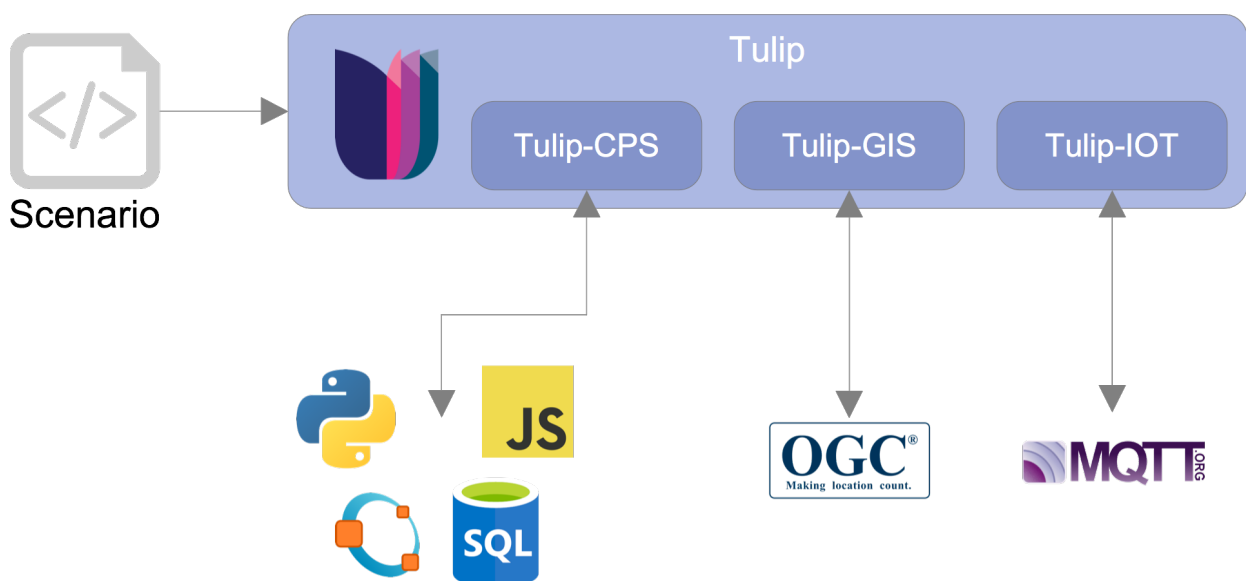 Tulip
</>
Tulip-CPS
Tulip-GIS
Tulip-IOT
Scenario
JS
SQL
OGC®
Making location count.
MQTT.ORG